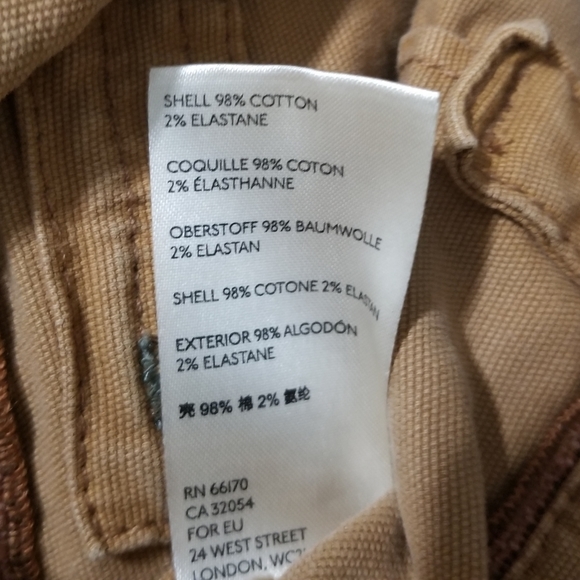 SHELL 98% COTTON
2% ELASTANE
COQUILLE 98% COTON
2% ÉLASTHANNE
OBERSTOFF 98% BAUMWOLLE
2% ELASTAN
SHELL 98% COTONE 2% ELASTAN
EXTERIOR 98% ALGODÓN
2% ELASTANE
壳 98% 棉 2% 氨纶
RN 66170
CA 32054
FOR EU
24 WEST STREET
LONDON,